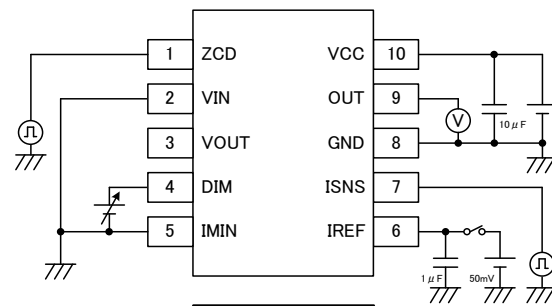 1 ZCD VCC 10
2 VIN OUT 9
V
10μF
3 VOUT GND 8
4 DIM ISNS 7
5 IMIN IREF 6
1μF 50mV